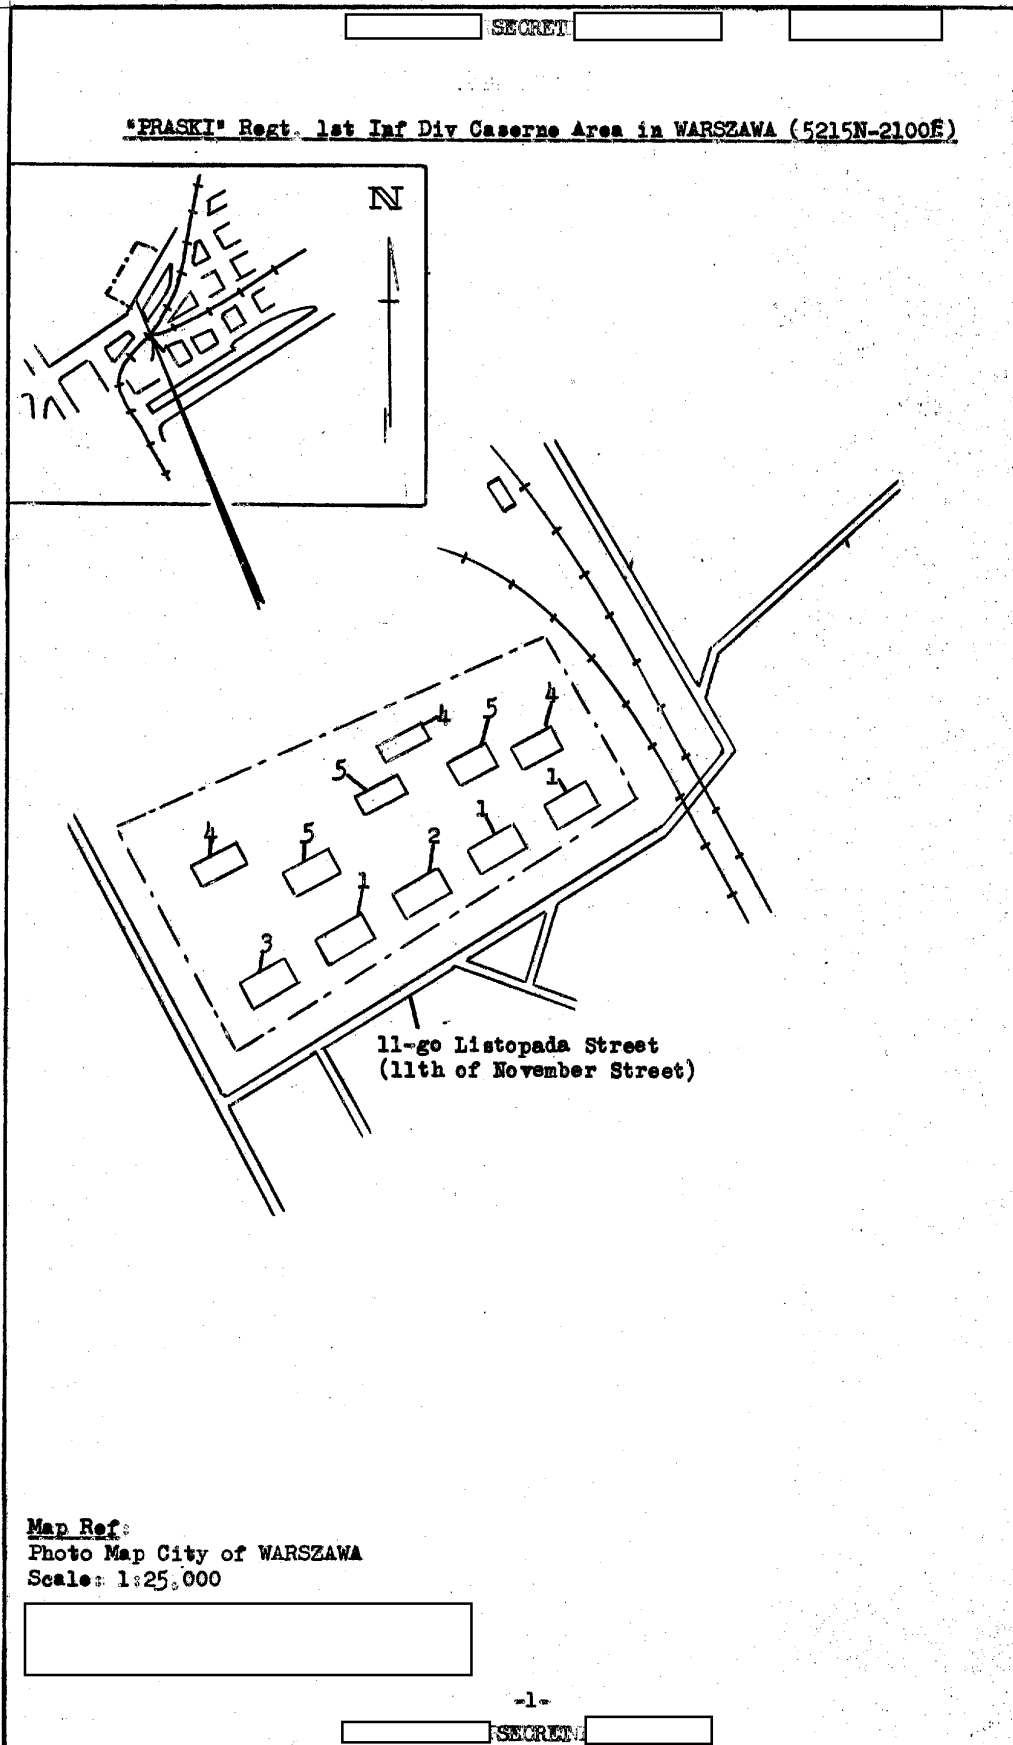 SECRET
"PRASKI" Regt. 1st Inf Div Caserne Area in WARSZAWA (5215N-2100E)
N
4
5
4
5
1
1
4
5
2
1
3
11-go Listopada Street
(11th of November Street)
Map Ref:
Photo Map City of WARSZAWA
Scale: 1:25,000
-1-
SECRET